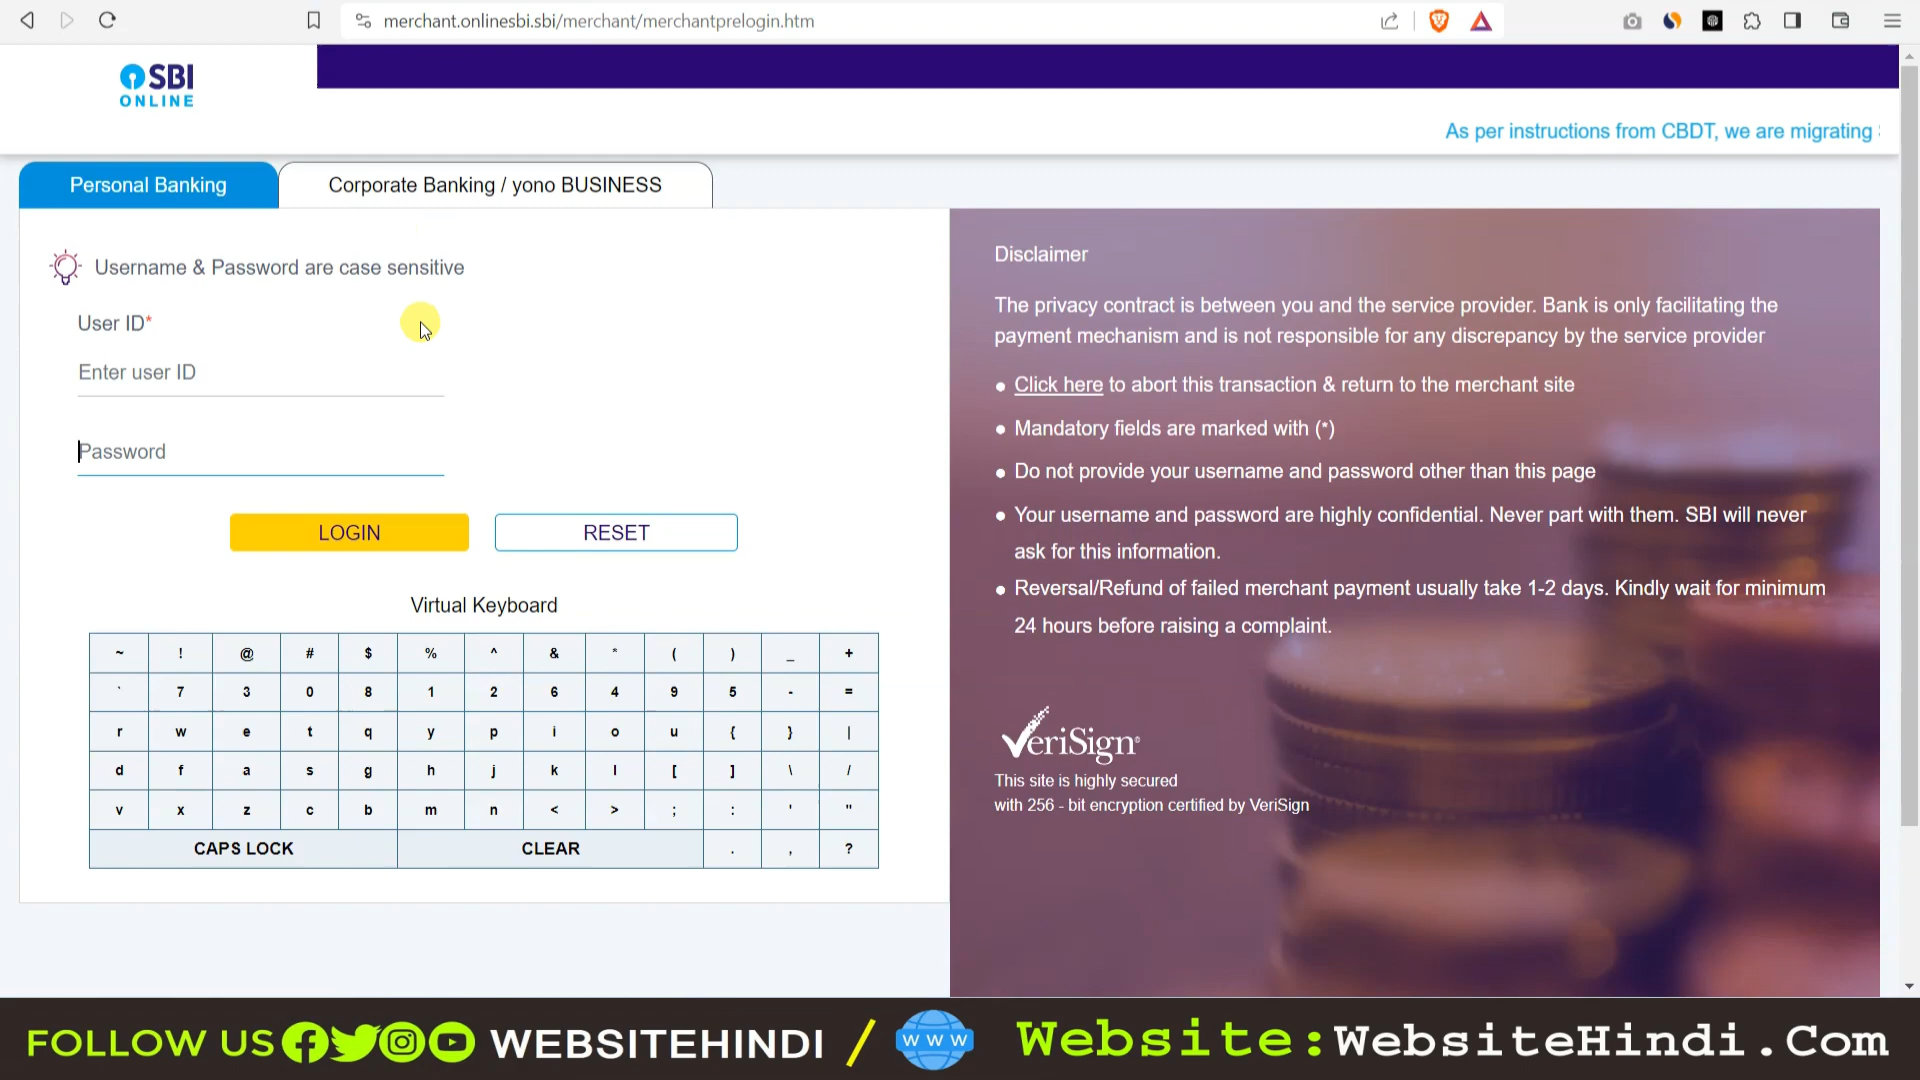 merchant.onlinesbi.sbi/merchant/merchantprelogin.htm
SBI
ONLINE
As per instructions from CBDT, we are migrating
Personal Banking
Corporate Banking / yono BUSINESS
Username & Password are case sensitive
User ID*
Enter user ID
Password
LOGIN
RESET
Virtual Keyboard
~ ! @ # $ % ^ & * ( ) _ +
` 7 3 0 8 1 2 6 4 9 5 - =
r w e t q y p i o u { } |
d f a s g h j k l [ ] \ /
v x z c b m n < > ; : ' "
CAPS LOCK CLEAR . , ?
Disclaimer
The privacy contract is between you and the service provider. Bank is only facilitating the
payment mechanism and is not responsible for any discrepancy by the service provider
● Click here to abort this transaction & return to the merchant site
● Mandatory fields are marked with (*)
● Do not provide your username and password other than this page
● Your username and password are highly confidential. Never part with them. SBI will never
ask for this information.
● Reversal/Refund of failed merchant payment usually take 1-2 days. Kindly wait for minimum
24 hours before raising a complaint.
VeriSign®
This site is highly secured
with 256 - bit encryption certified by VeriSign
FOLLOW US WEBSITEHINDI / WWW Website:WebsiteHindi.Com